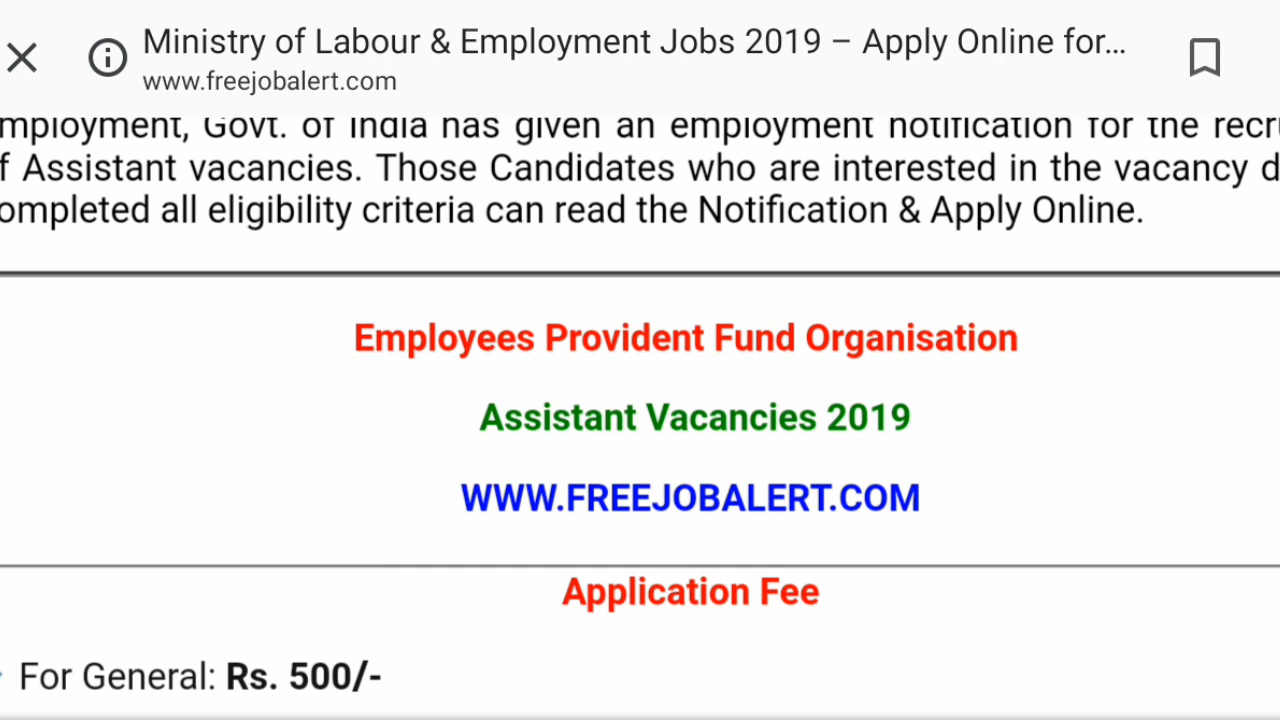 Ministry of Labour & Employment Jobs 2019 – Apply Online for...
www.freejobalert.com
mployment, Govt. of India has given an employment notification for the recr
f Assistant vacancies. Those Candidates who are interested in the vacancy d
ompleted all eligibility criteria can read the Notification & Apply Online.
Employees Provident Fund Organisation
Assistant Vacancies 2019
WWW.FREEJOBALERT.COM
Application Fee
For General: Rs. 500/-